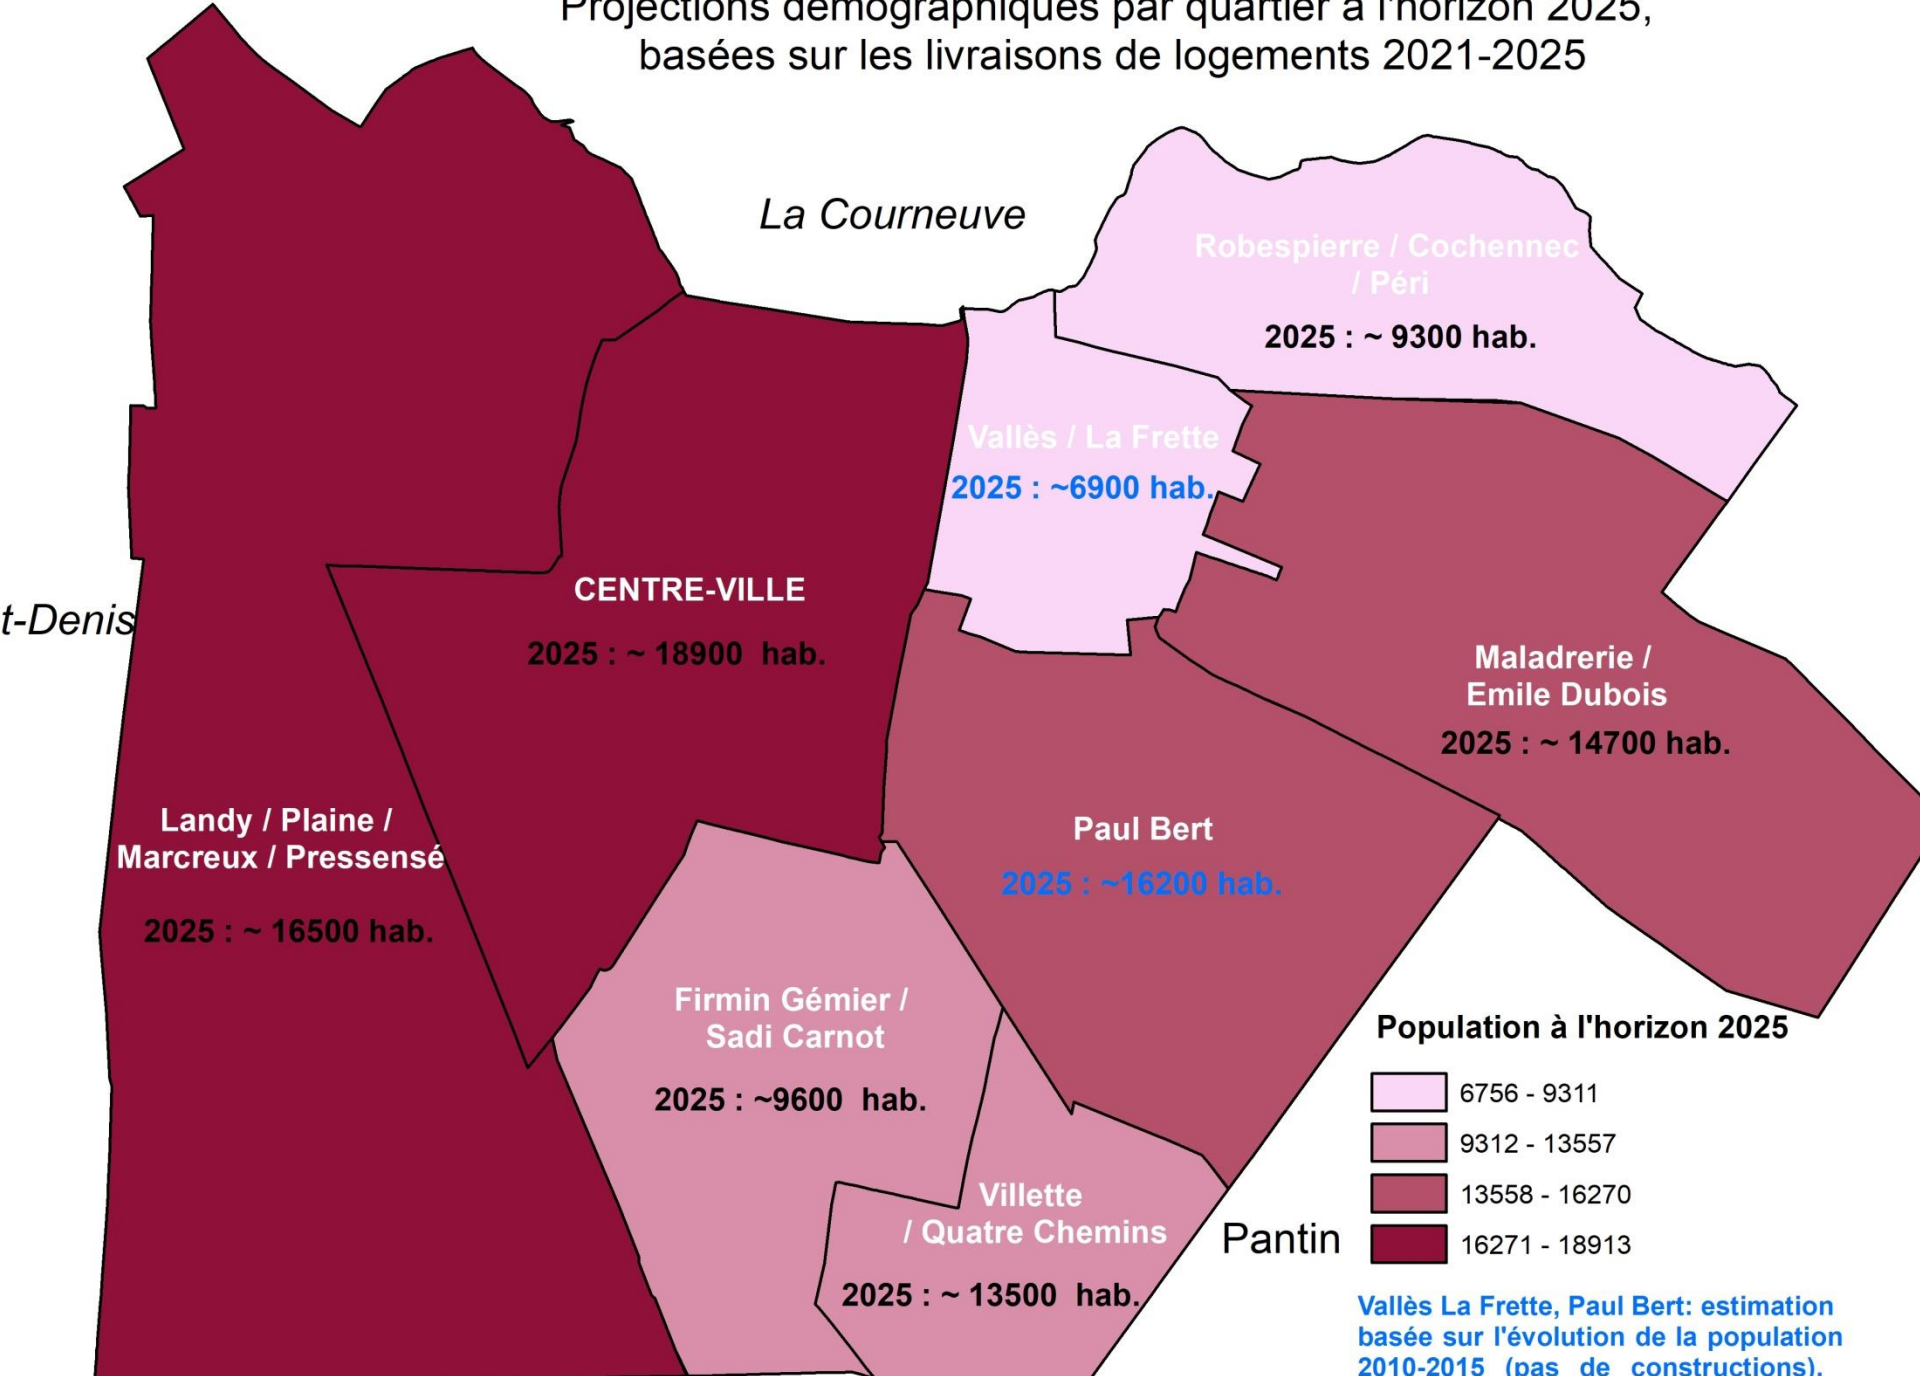 Projections démographiques par quartier à l'horizon 2025,
basées sur les livraisons de logements 2021-2025
La Courneuve
Robespierre / Cochennec
/ Péri
2025 : ~ 9300 hab.
Vallès / La Frette
2025 : ~6900 hab.
CENTRE-VILLE
2025 : ~ 18900 hab.
t-Denis
Maladrerie /
Emile Dubois
2025 : ~ 14700 hab.
Landy / Plaine /
Marcreux / Pressensé
2025 : ~ 16500 hab.
Paul Bert
2025 : ~16200 hab.
Firmin Gémier /
Sadi Carnot
2025 : ~9600 hab.
Villette
/ Quatre Chemins
2025 : ~ 13500 hab.
Pantin
Population à l'horizon 2025
6756 - 9311
9312 - 13557
13558 - 16270
16271 - 18913
Vallès La Frette, Paul Bert: estimation
basée sur l'évolution de la population
2010-2015 (pas de constructions).